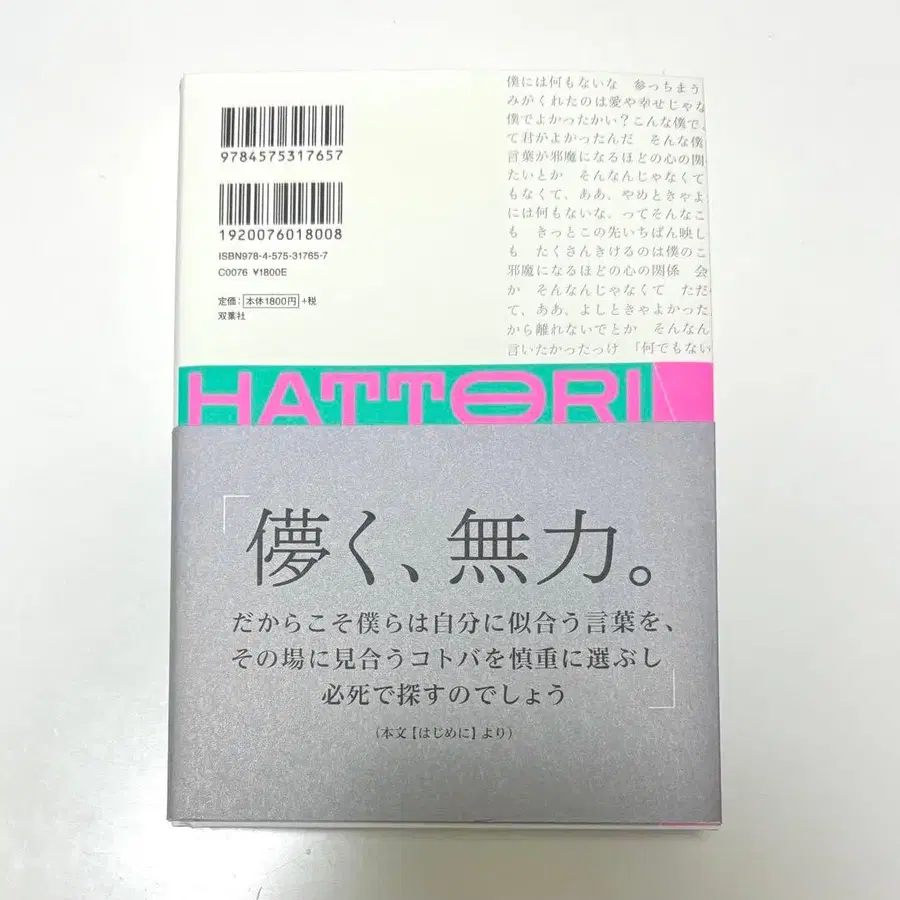 9784575317657
1920076018008
ISBN978-4-575-31765-7
C0076 ¥1800E
定価:本体1800円+税
双葉社
僕には何もないな 参っちまう
みがくれたのは愛や幸せじゃな
僕でよかったかい?こんな僕で、
て君がよかったんだ そんな僕
言葉が邪魔になるほどの心の関
たいとか そんなんじゃなくて
もなくて、ああ、やめときゃよ
には何もないな、ってそんなこ
も きっとこの先いちばん映し
も たくさんきけるのは僕のこ
邪魔になるほどの心の関係 会
か そんなんじゃなくて ただ
て、ああ、よしときゃよかった
から離れないでとか そんなん
言いたかったっけ 「何でもない
HATTORI
「儚く、無力。
だからこそ僕らは自分に似合う言葉を、
その場に見合うコトバを慎重に選ぶし
必死で探すのでしょう」
(本文【はじめに】より)